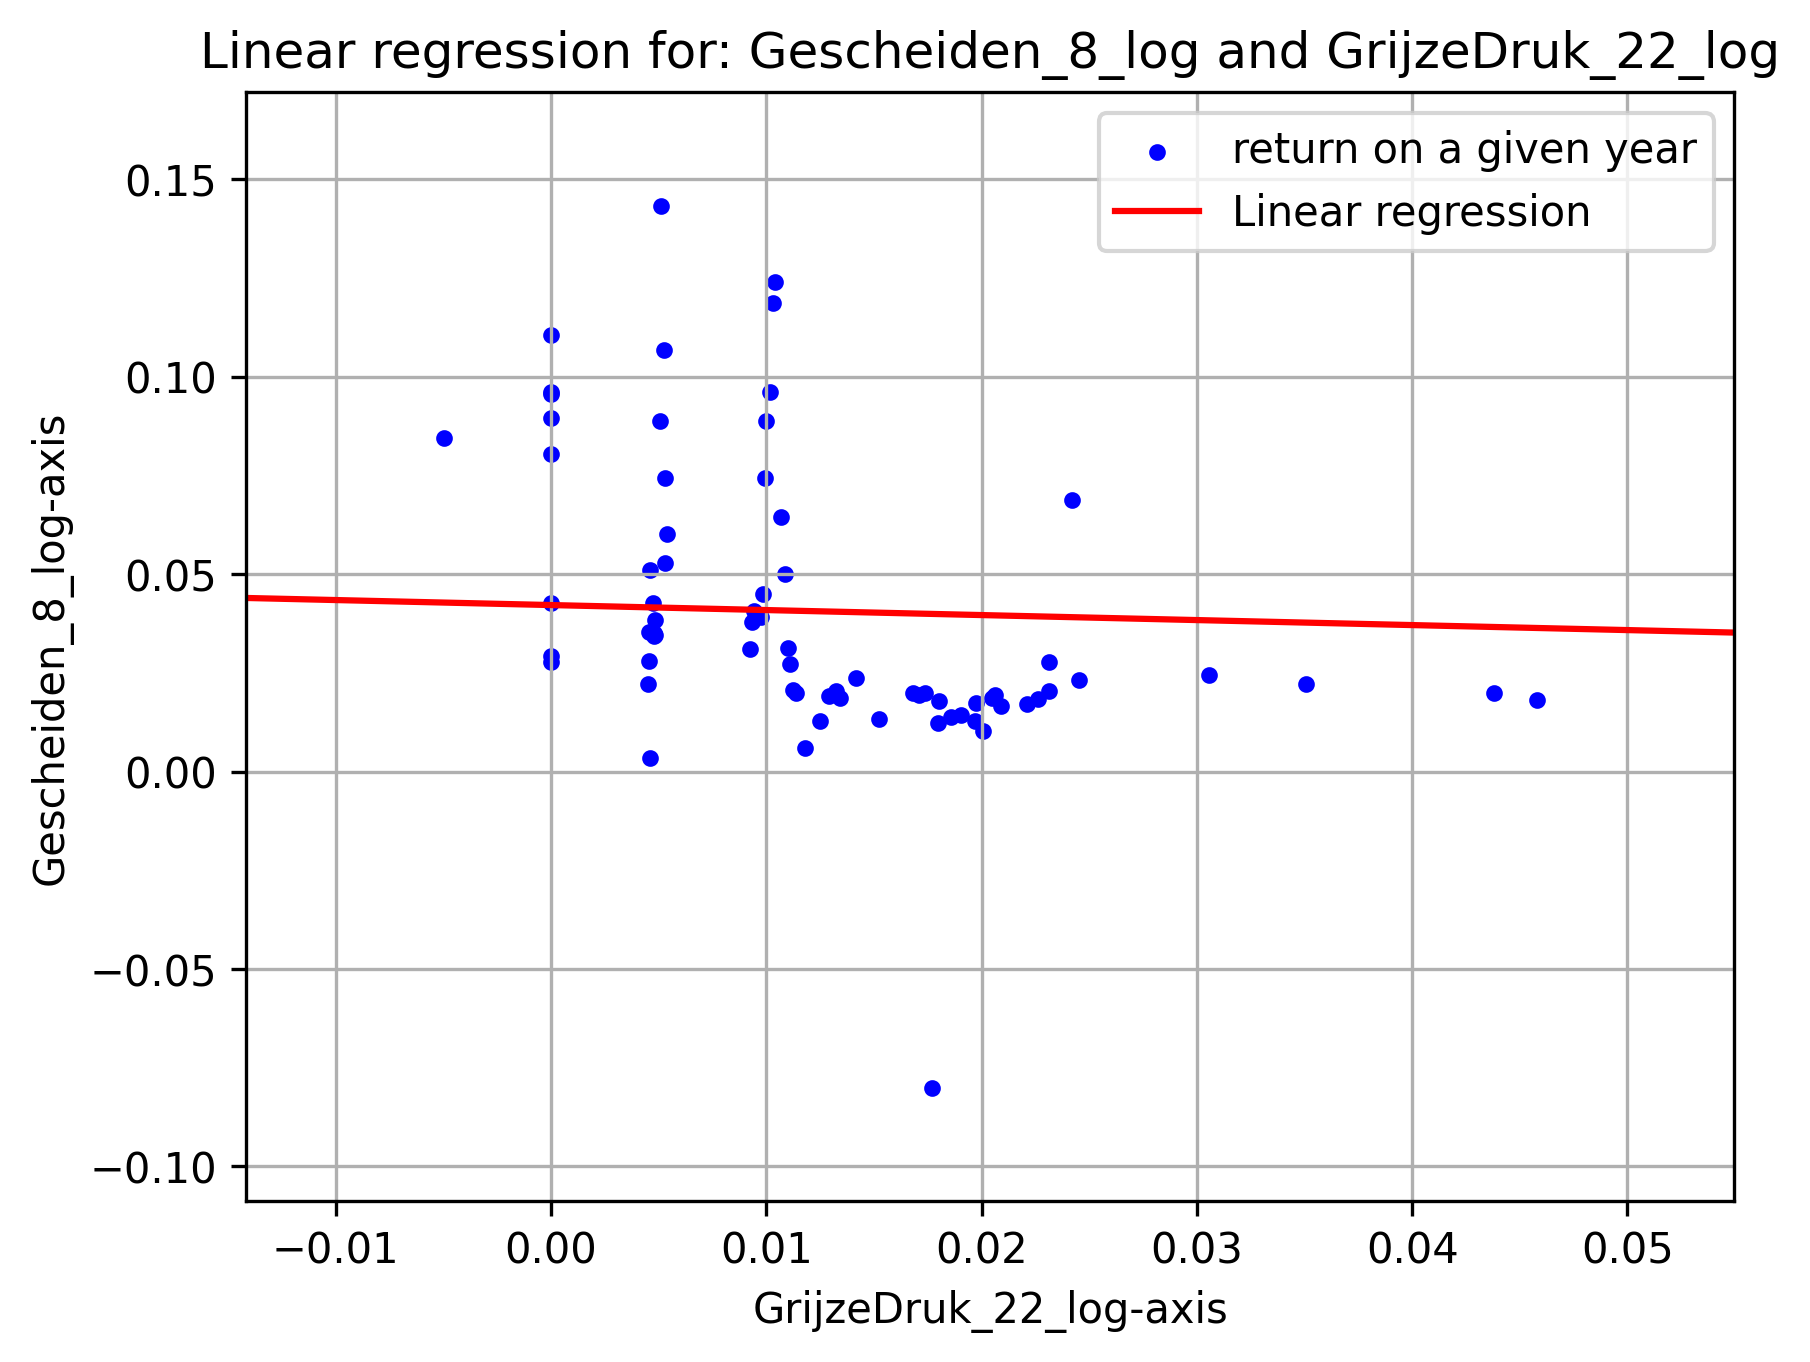 Linear regression for: Gescheiden_8_log and GrijzeDruk_22_log
return on a given year
Linear regression
Gescheiden_8_log-axis
0.15
0.10
0.05
0.00
−0.05
−0.10
−0.01
0.00
0.01
0.02
0.03
0.04
0.05
GrijzeDruk_22_log-axis